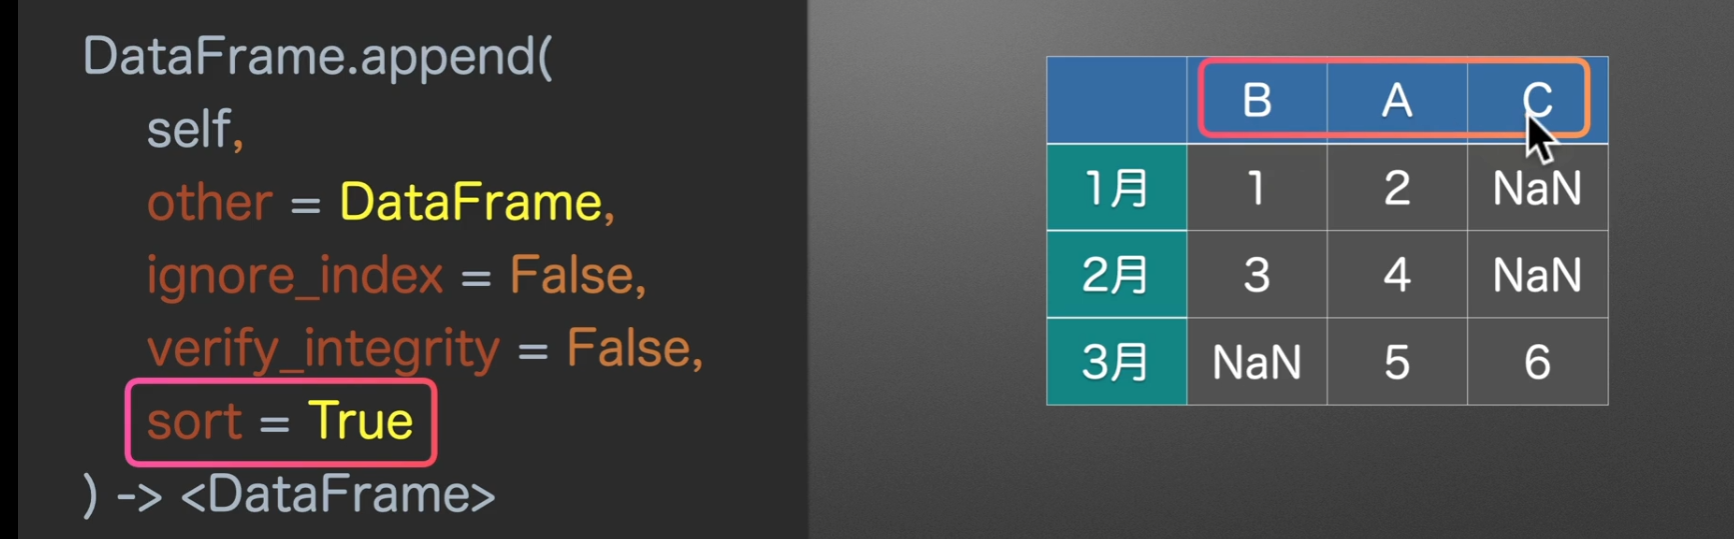 DataFrame.append(
self,
other = DataFrame,
ignore_index = False,
verify_integrity = False,
sort = True
) -> <DataFrame>
B A C
1月 1 2 NaN
2月 3 4 NaN
3月 NaN 5 6